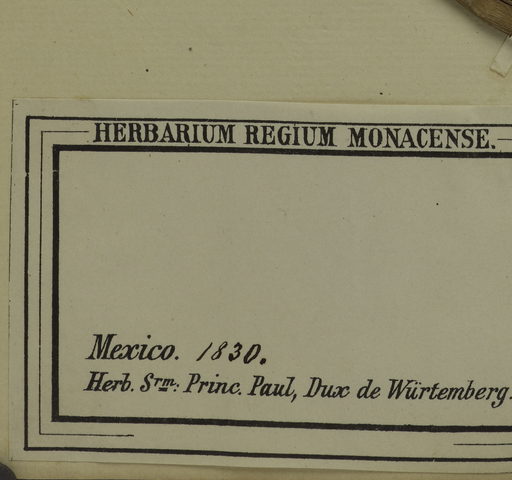 HERBARIUM REGIUM MONACENSE.
Mexico. 1830.
Herb. Srm: Princ. Paul, Dux de Würtemberg.